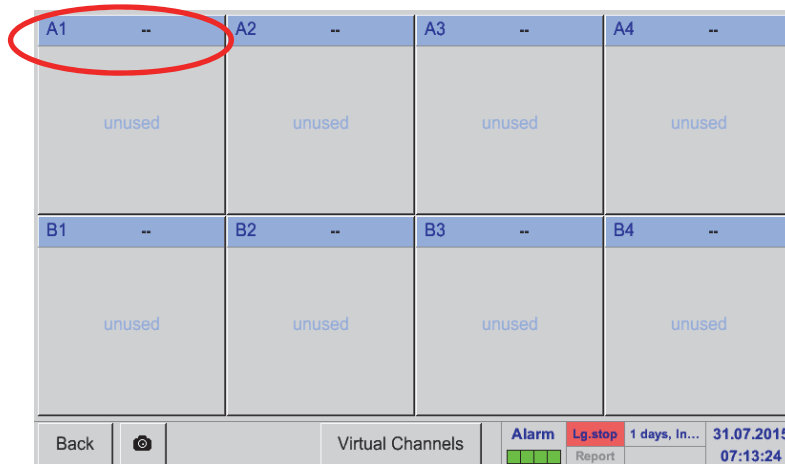 A1 -- A2 -- A3 -- A4 --
unused unused unused unused
B1 -- B2 -- B3 -- B4 --
unused unused unused unused
Back Virtual Channels Alarm Lg.stop 1 days, In... 31.07.2015
Report 07:13:24